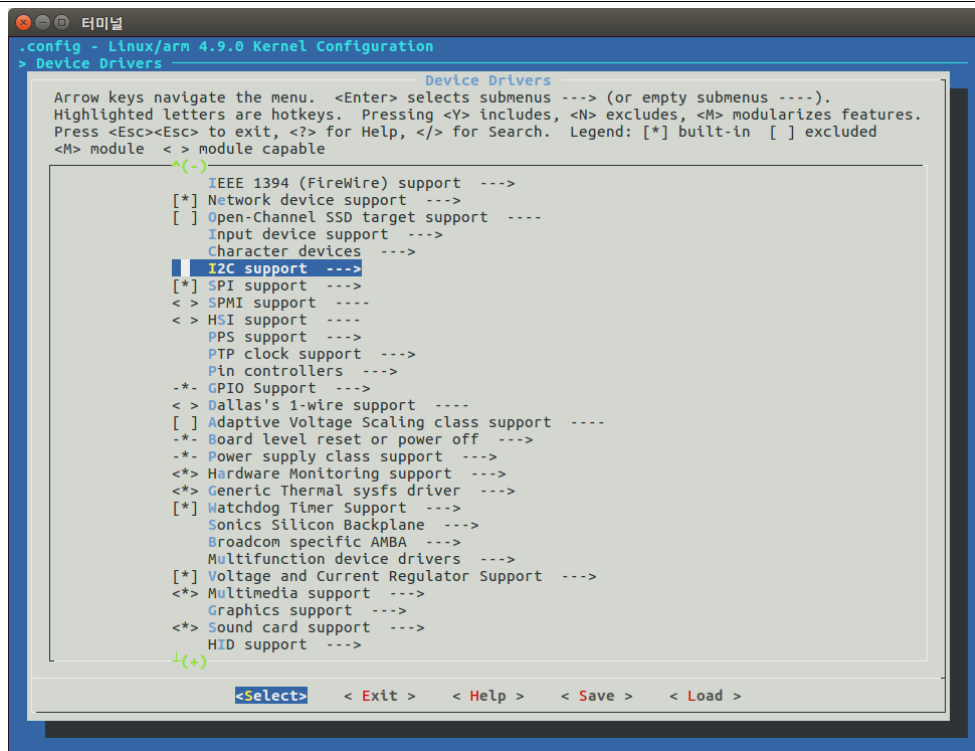 터미널
.config - Linux/arm 4.9.0 Kernel Configuration
> Device Drivers
Device Drivers
Arrow keys navigate the menu.  <Enter> selects submenus ---> (or empty submenus ----).
Highlighted letters are hotkeys.  Pressing <Y> includes, <N> excludes, <M> modularizes features.
Press <Esc><Esc> to exit, <?> for Help, </> for Search.  Legend: [*] built-in  [ ] excluded
<M> module  < > module capable
^(-)
IEEE 1394 (FireWire) support  --->
[*] Network device support  --->
[ ] Open-Channel SSD target support  ----
Input device support  --->
Character devices  --->
I2C support  --->
[*] SPI support  --->
< > SPMI support  ----
< > HSI support  ----
PPS support  --->
PTP clock support  --->
Pin controllers  --->
-*- GPIO Support  --->
< > Dallas's 1-wire support  ----
[ ] Adaptive Voltage Scaling class support  ----
-*- Board level reset or power off  --->
-*- Power supply class support  --->
<*> Hardware Monitoring support  --->
<*> Generic Thermal sysfs driver  --->
[*] Watchdog Timer Support  --->
Sonics Silicon Backplane  --->
Broadcom specific AMBA  --->
Multifunction device drivers  --->
[*] Voltage and Current Regulator Support  --->
<*> Multimedia support  --->
Graphics support  --->
<*> Sound card support  --->
HID support  --->
┴(+)
<Select>    < Exit >    < Help >    < Save >    < Load >